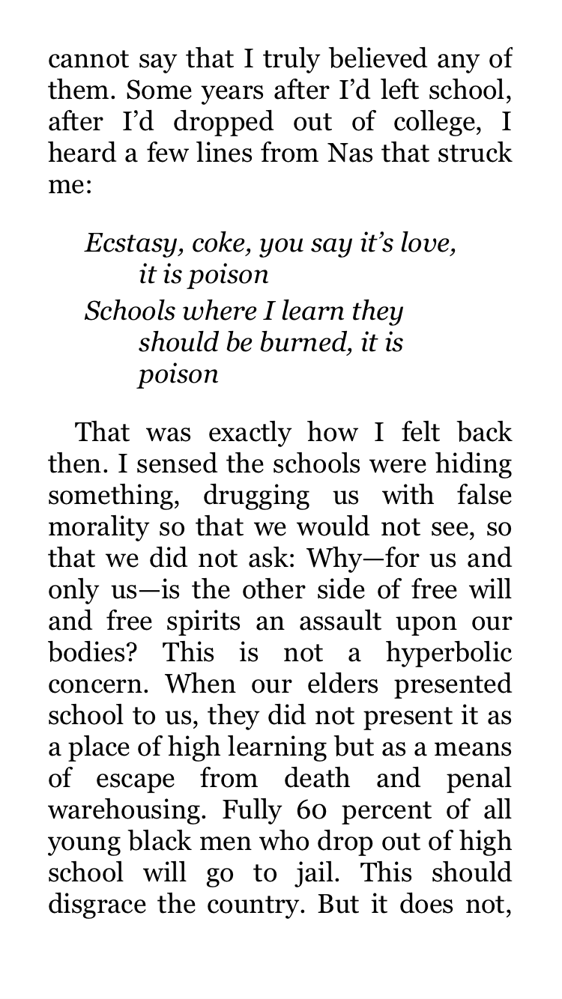 cannot say that I truly believed any of
them. Some years after I’d left school,
after I’d dropped out of college, I
heard a few lines from Nas that struck
me:
Ecstasy, coke, you say it’s love,
it is poison
Schools where I learn they
should be burned, it is
poison
That was exactly how I felt back
then. I sensed the schools were hiding
something, drugging us with false
morality so that we would not see, so
that we did not ask: Why—for us and
only us—is the other side of free will
and free spirits an assault upon our
bodies? This is not a hyperbolic
concern. When our elders presented
school to us, they did not present it as
a place of high learning but as a means
of escape from death and penal
warehousing. Fully 60 percent of all
young black men who drop out of high
school will go to jail. This should
disgrace the country. But it does not,